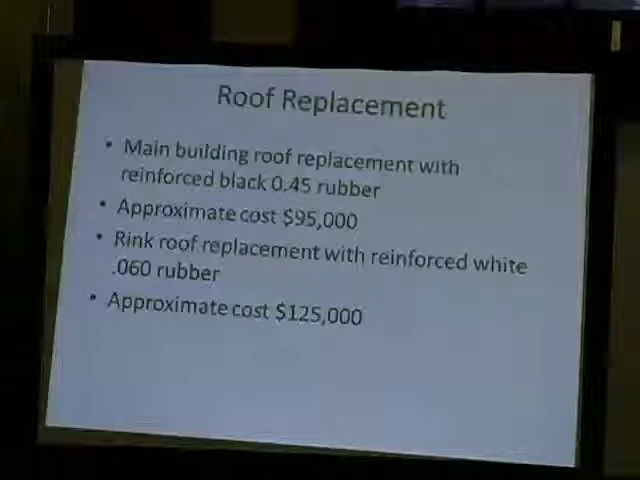 Roof Replacement
• Main building roof replacement with
reinforced black 0.45 rubber
• Approximate cost $95,000
• Rink roof replacement with reinforced white
.060 rubber
• Approximate cost $125,000